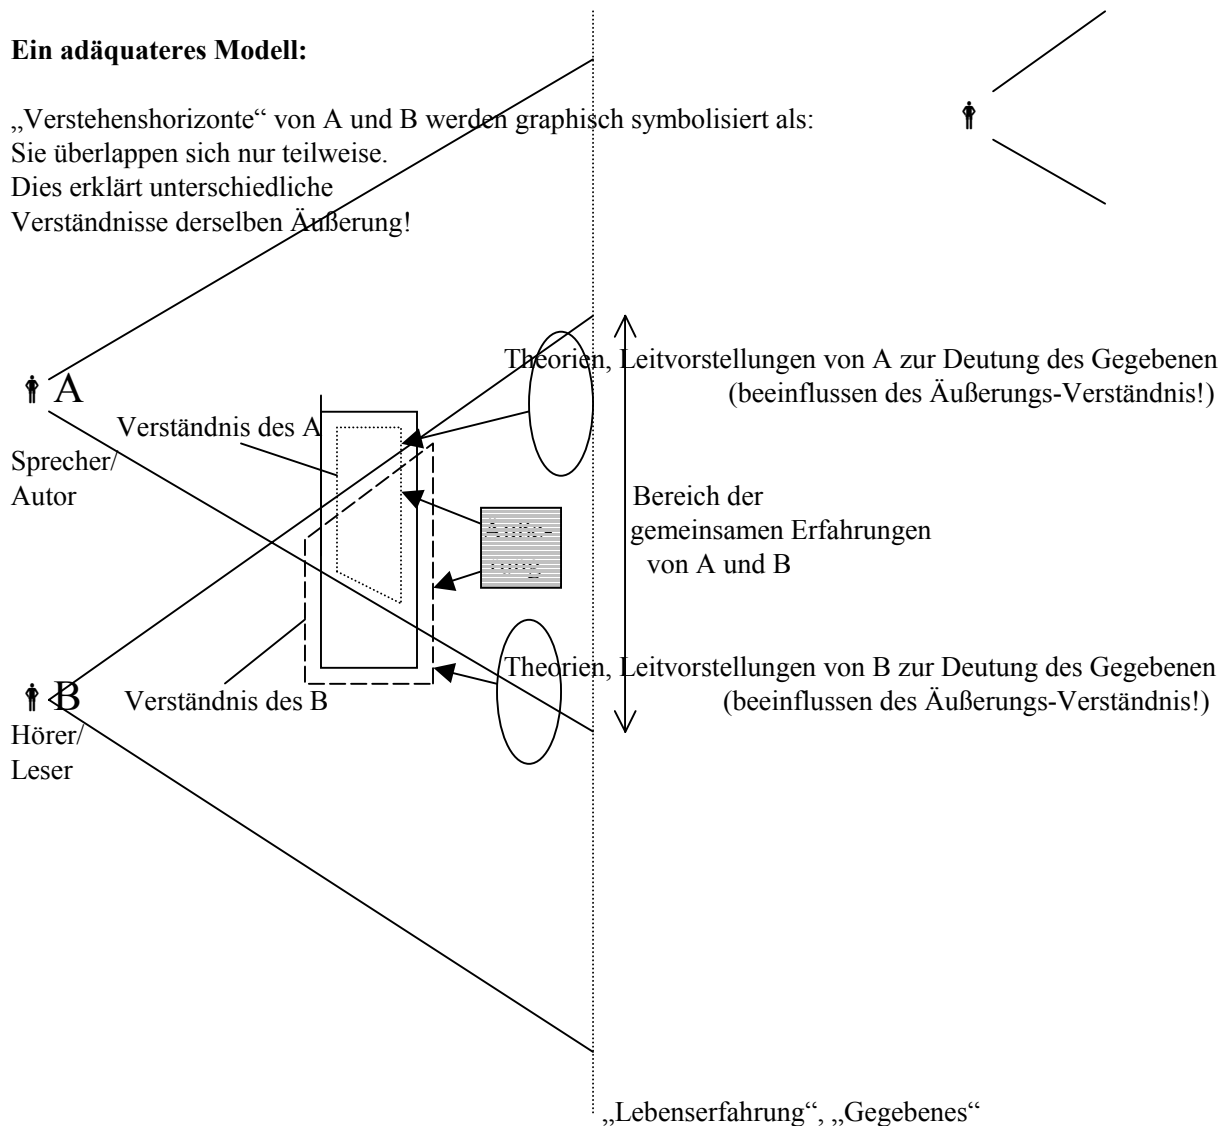 Ein adäquateres Modell:
„Verstehenshorizonte“ von A und B werden graphisch symbolisiert als:
Sie überlappen sich nur teilweise.
Dies erklärt unterschiedliche
Verständnisse derselben Äußerung!
Theorien, Leitvorstellungen von A zur Deutung des Gegebenen
(beeinflussen des Äußerungs-Verständnis!)
A
Verständnis des A
Sprecher/
Autor
Bereich der
gemeinsamen Erfahrungen
von A und B
Äuße-
rung
Theorien, Leitvorstellungen von B zur Deutung des Gegebenen
(beeinflussen des Äußerungs-Verständnis!)
B
Verständnis des B
Hörer/
Leser
„Lebenserfahrung“, „Gegebenes“